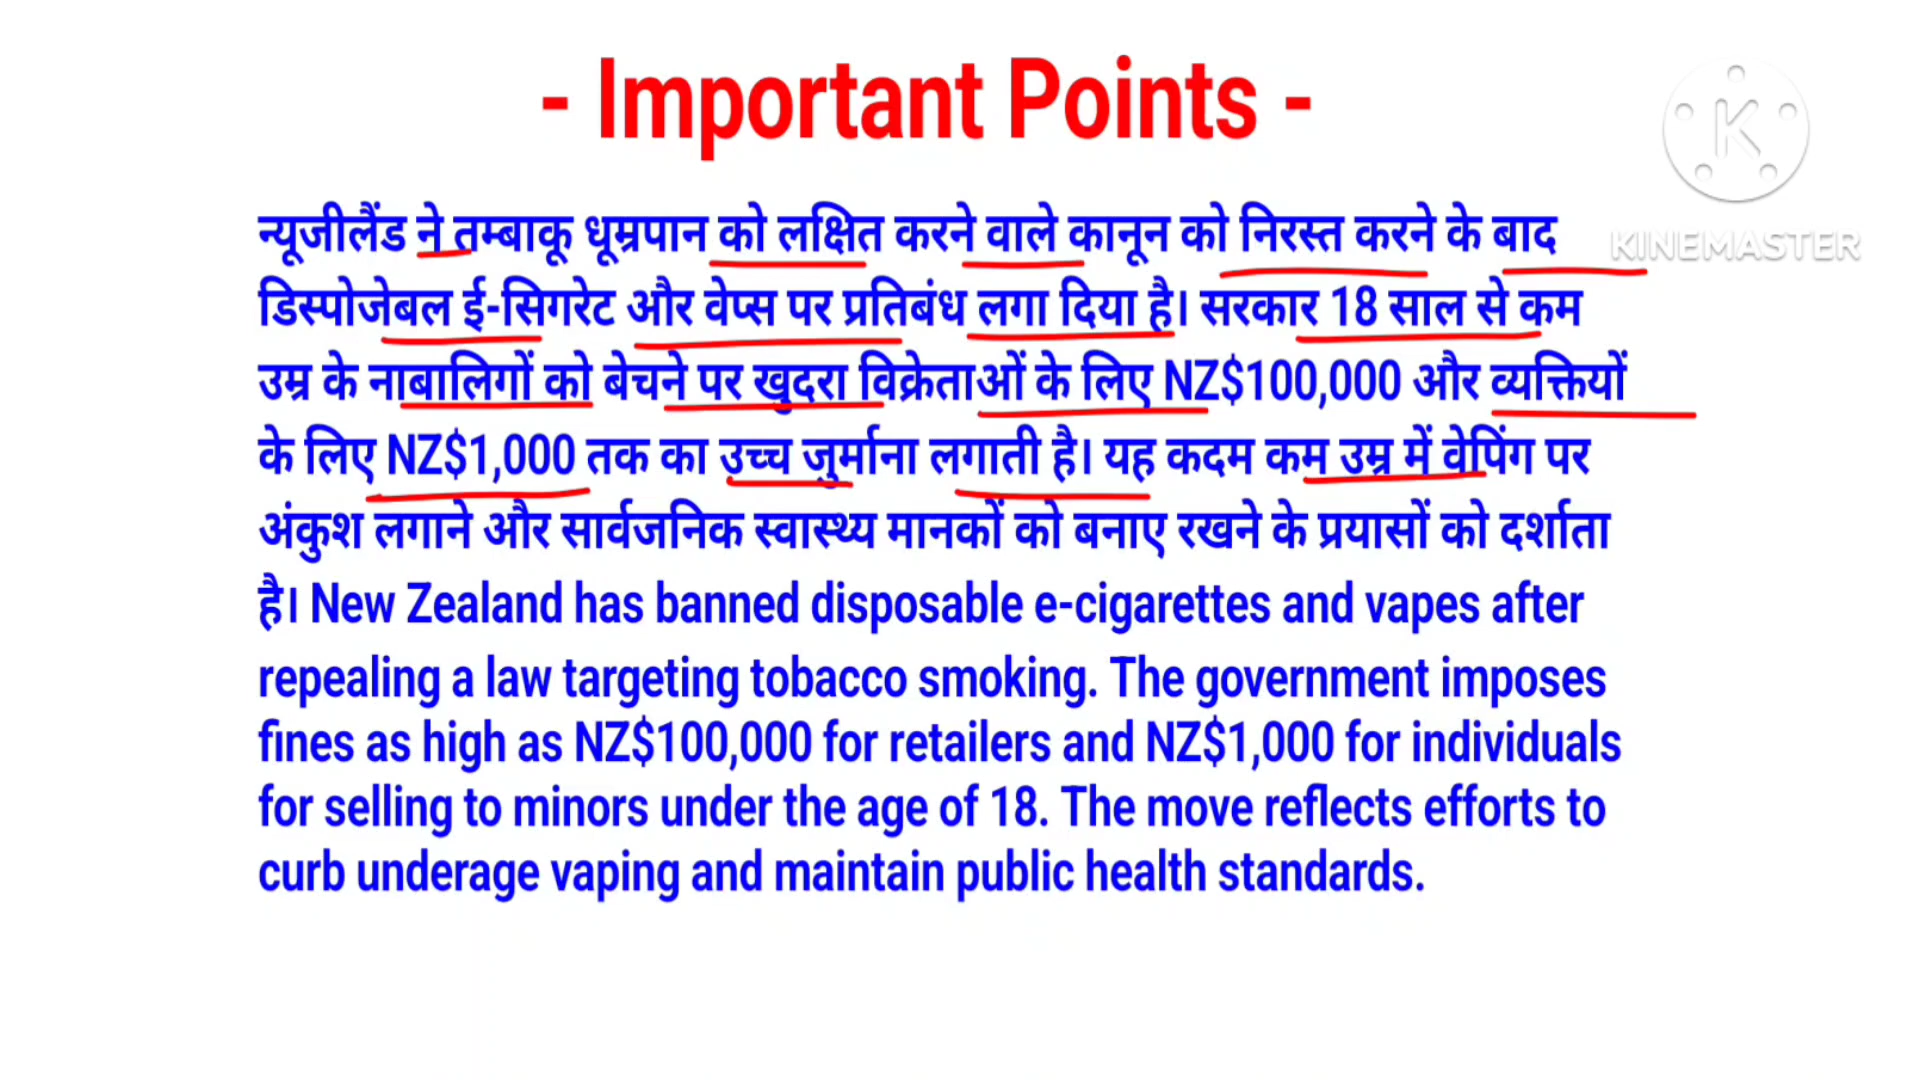 - Important Points -
K
KINEMASTER
न्यूजीलैंड ने तम्बाकू धूम्रपान को लक्षित करने वाले कानून को निरस्त करने के बाद
डिस्पोजेबल ई-सिगरेट और वेप्स पर प्रतिबंध लगा दिया है। सरकार 18 साल से कम
उम्र के नाबालिगों को बेचने पर खुदरा विक्रेताओं के लिए NZ$100,000 और व्यक्तियों
के लिए NZ$1,000 तक का उच्च जुर्माना लगाती है। यह कदम कम उम्र में वेपिंग पर
अंकुश लगाने और सार्वजनिक स्वास्थ्य मानकों को बनाए रखने के प्रयासों को दर्शाता
है। New Zealand has banned disposable e-cigarettes and vapes after
repealing a law targeting tobacco smoking. The government imposes
fines as high as NZ$100,000 for retailers and NZ$1,000 for individuals
for selling to minors under the age of 18. The move reflects efforts to
curb underage vaping and maintain public health standards.